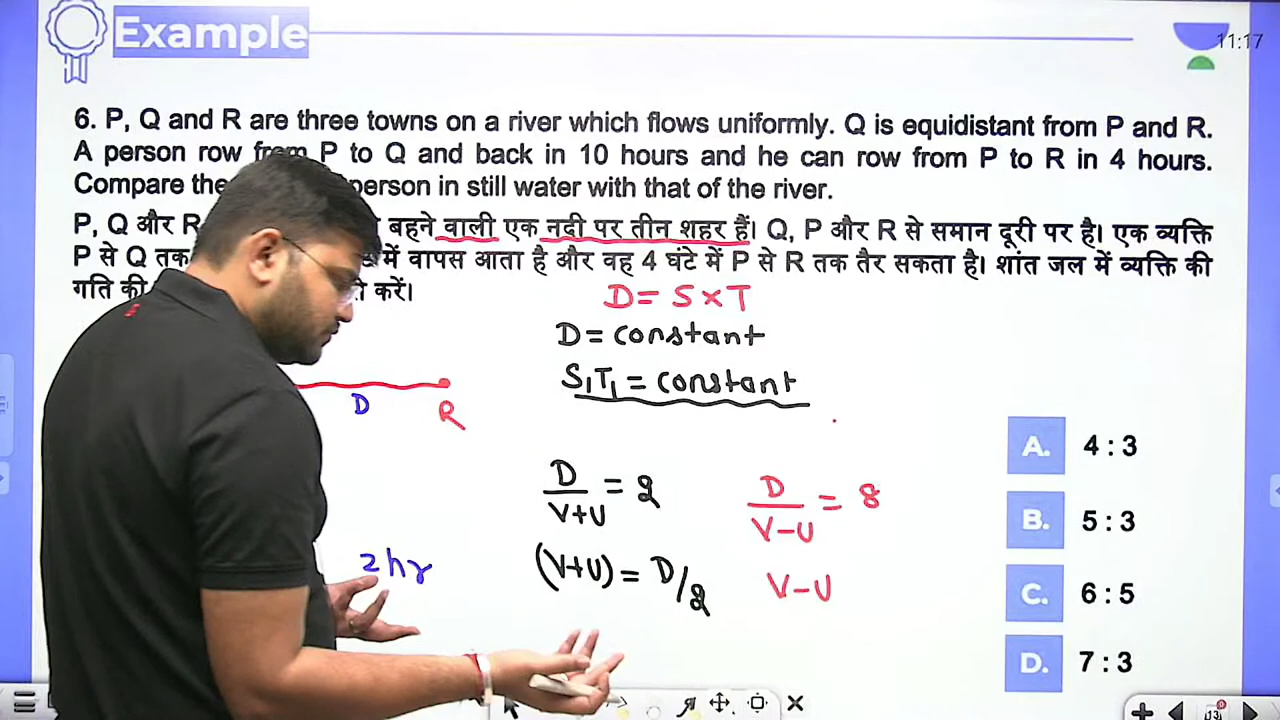 Example
11:17
6. P, Q and R are three towns on a river which flows uniformly. Q is equidistant from P and R.
A person row from P to Q and back in 10 hours and he can row from P to R in 4 hours.
Compare the person in still water with that of the river.
P, Q और R बहने वाली एक नदी पर तीन शहर हैं। Q, P और R से समान दूरी पर है। एक व्यक्ति
P से Q तक में वापस आता है और वह 4 घंटे में P से R तक तैर सकता है। शांत जल में व्यक्ति की
गति की करें।
D = S × T
D = constant
S₁T₁ = constant
D
R
D/(V+U) = 2
D/(V-U) = 8
2hr
(V+U) = D/2
V-U
A. 4 : 3
B. 5 : 3
C. 6 : 5
D. 7 : 3